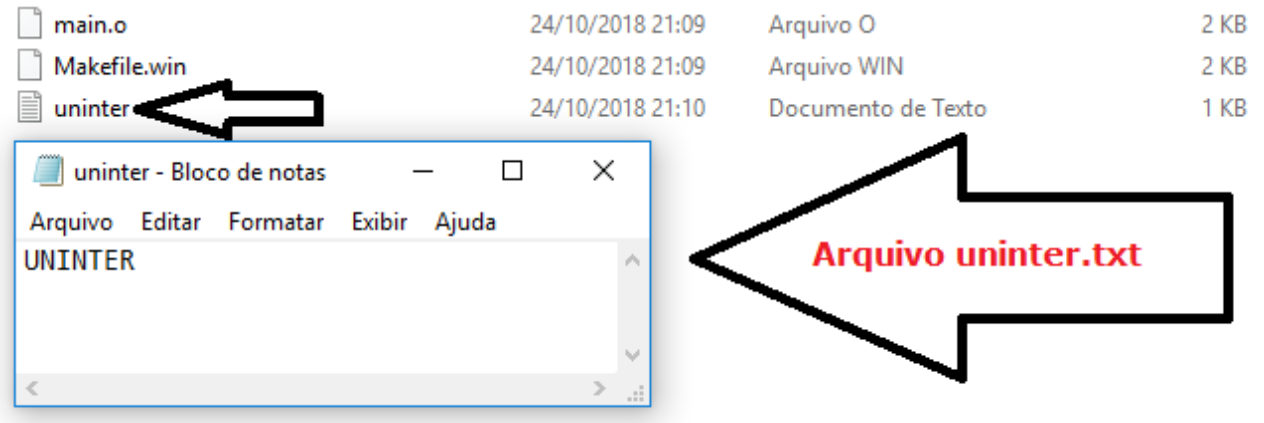 main.o 24/10/2018 21:09 Arquivo O 2 KB
Makefile.win 24/10/2018 21:09 Arquivo WIN 2 KB
uninter 24/10/2018 21:10 Documento de Texto 1 KB
uninter - Bloco de notas
Arquivo Editar Formatar Exibir Ajuda
UNINTER
Arquivo uninter.txt